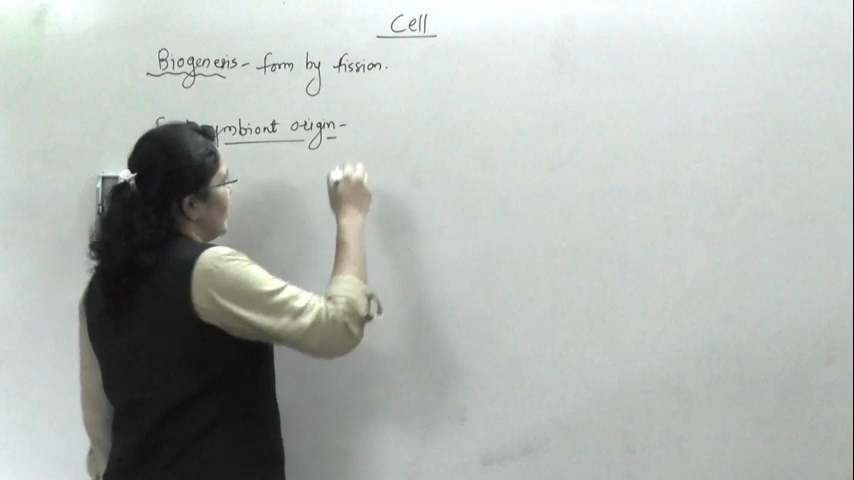 Cell
Biogenesis - form by fission.
origin -